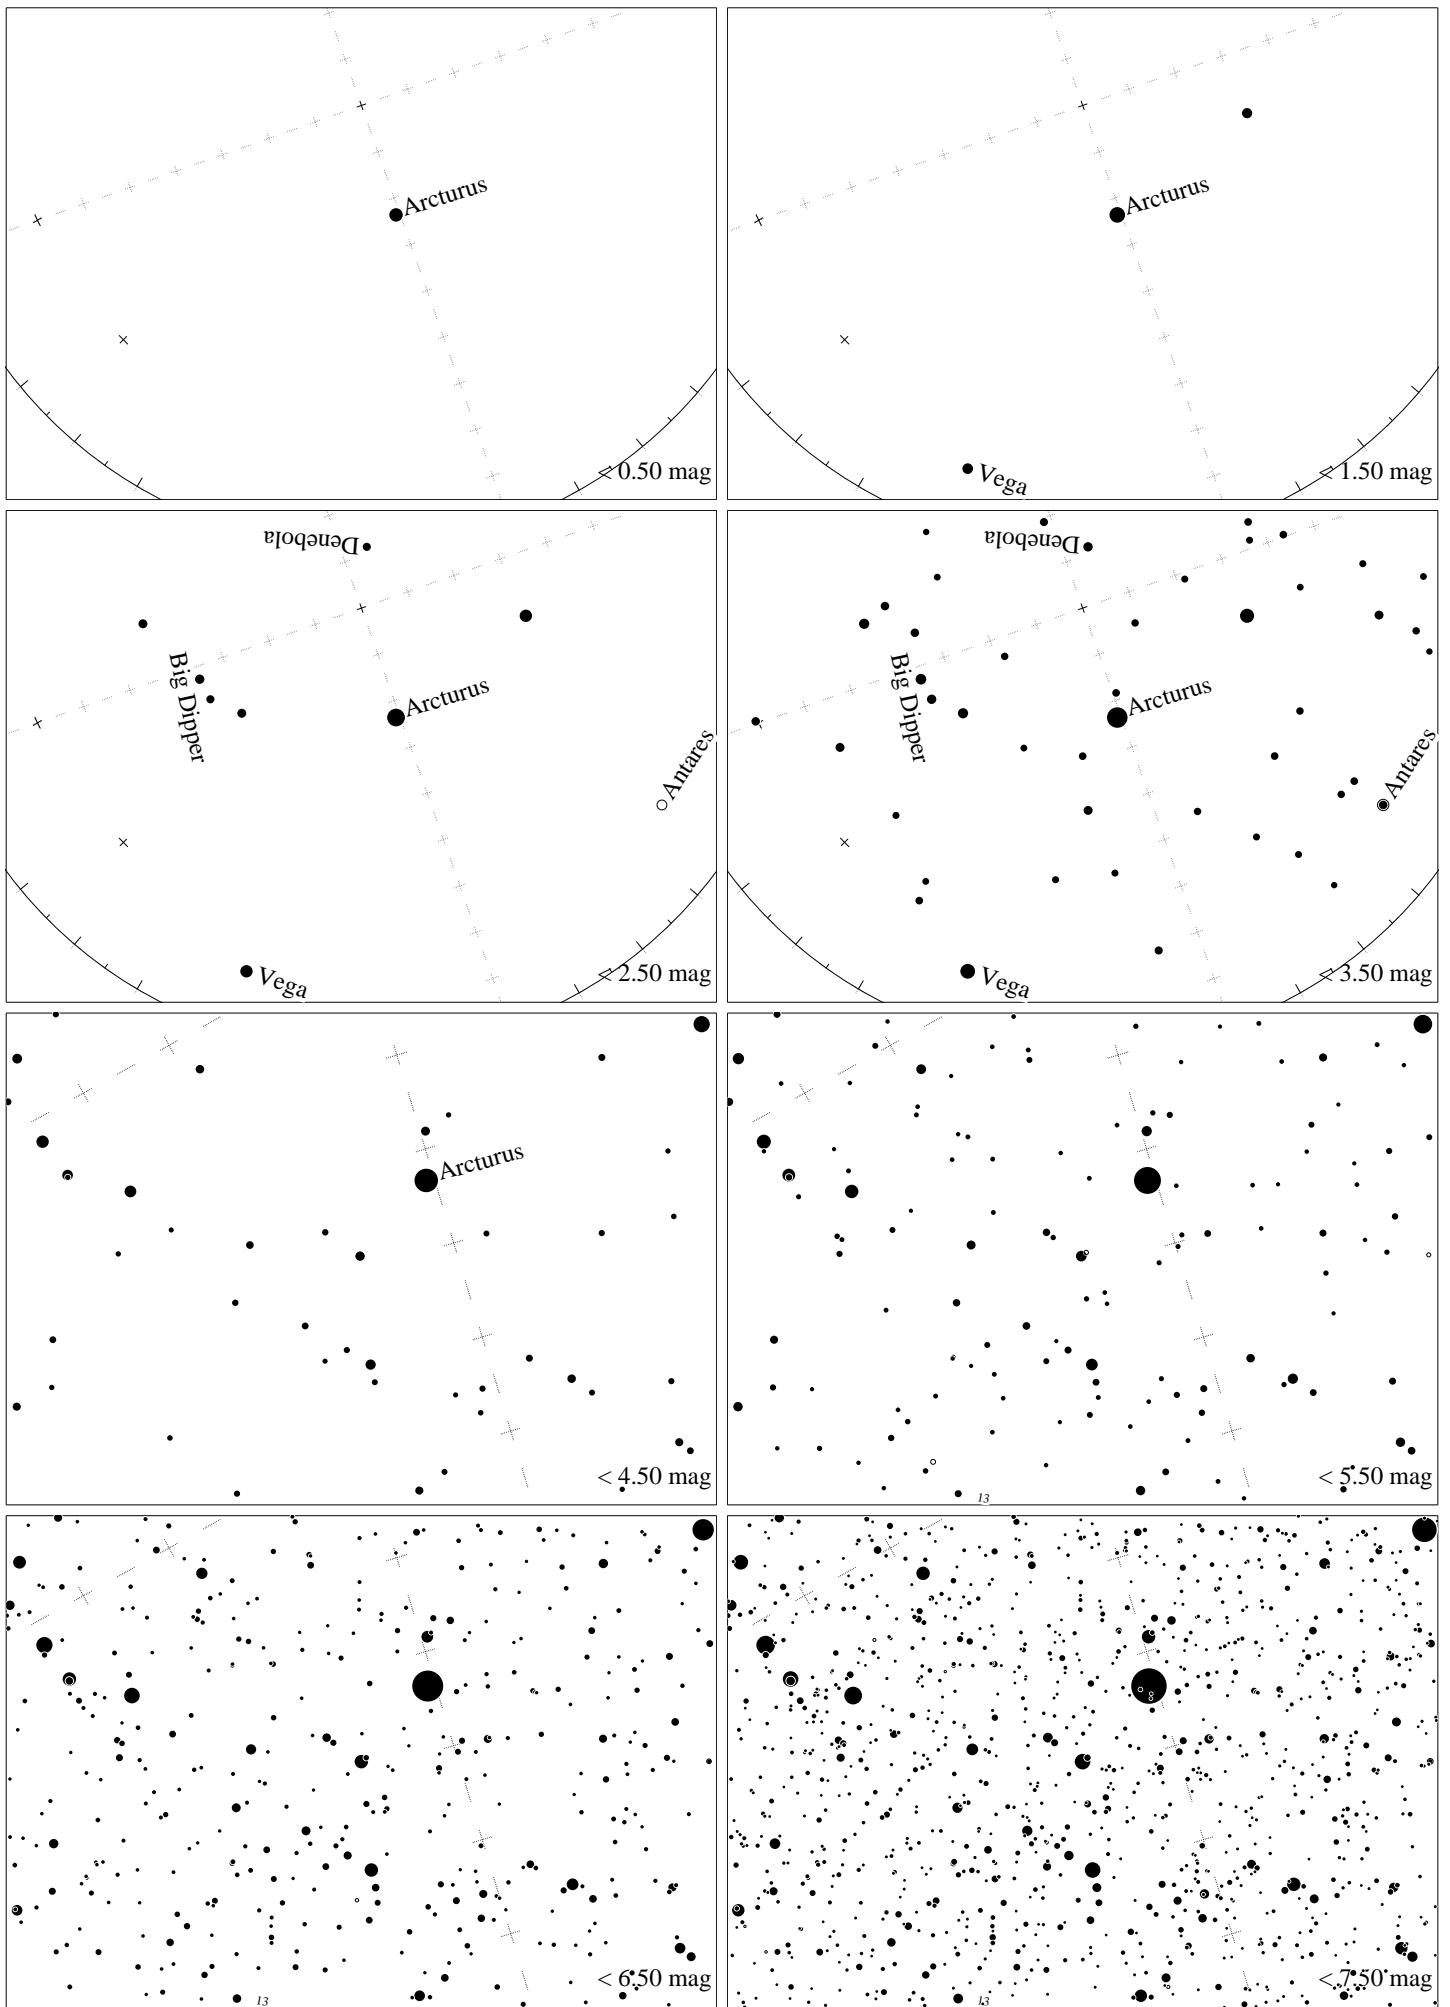 Arcturus
< 0.50 mag
Arcturus
Vega
< 1.50 mag
Denebola
Big Dipper
Arcturus
Antares
Vega
< 2.50 mag
Denebola
Big Dipper
Arcturus
Antares
Vega
< 3.50 mag
Arcturus
< 4.50 mag
< 5.50 mag
13
< 6.50 mag
13
< 7.50 mag
13